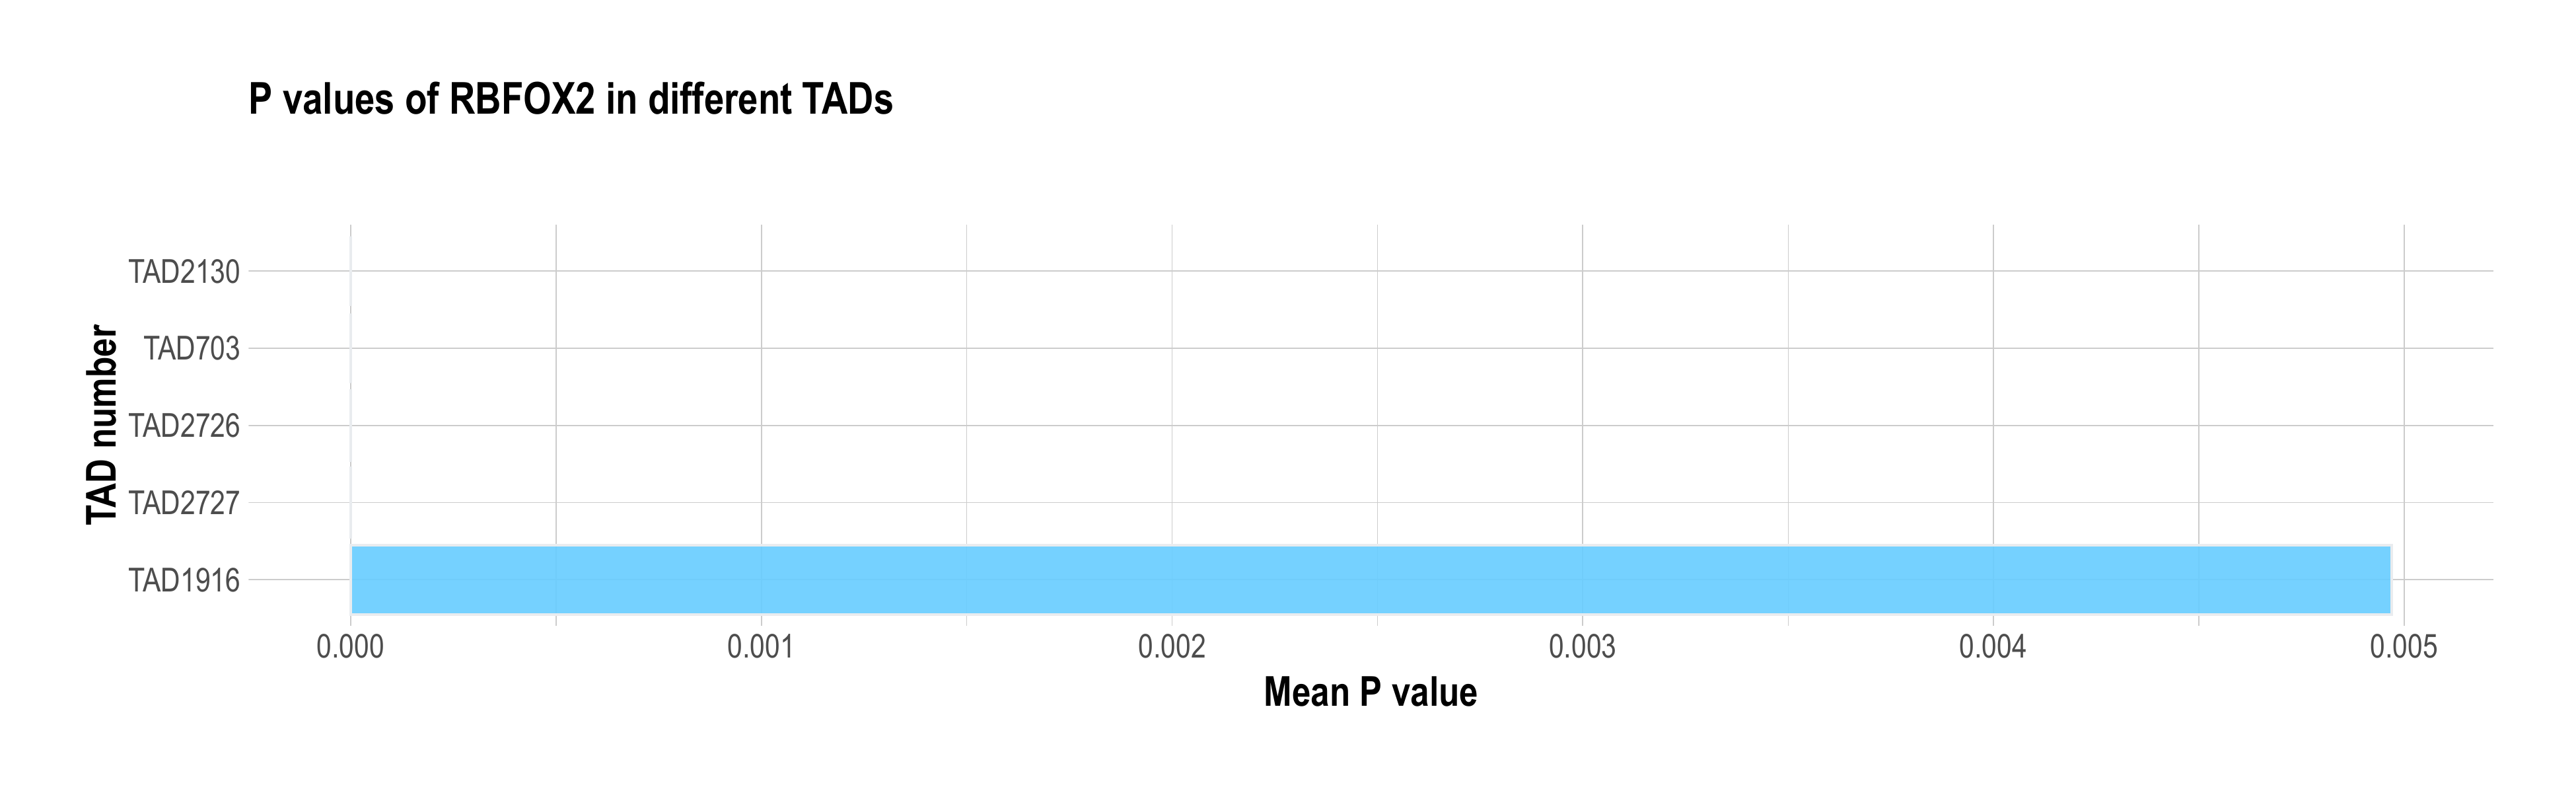 P values of RBFOX2 in different TADs
TAD number
TAD2130
TAD703
TAD2726
TAD2727
TAD1916
0.000 0.001 0.002 0.003 0.004 0.005
Mean P value